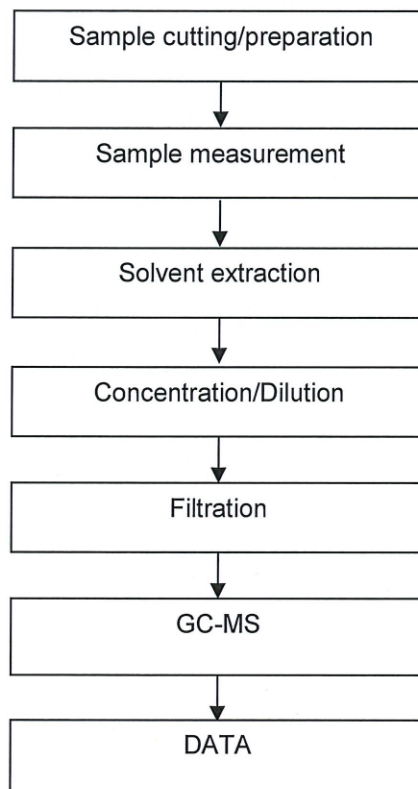 Sample cutting/preparation
Sample measurement
Solvent extraction
Concentration/Dilution
Filtration
GC-MS
DATA